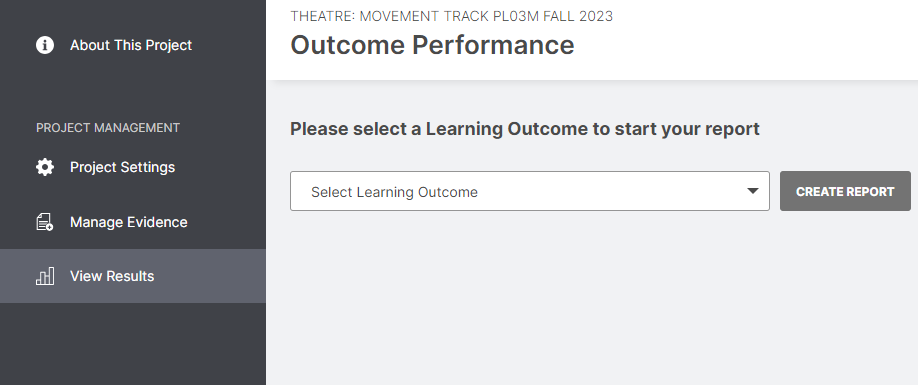 About This Project
PROJECT MANAGEMENT
Project Settings
Manage Evidence
View Results
THEATRE: MOVEMENT TRACK PL03M FALL 2023
Outcome Performance
Please select a Learning Outcome to start your report
Select Learning Outcome
CREATE REPORT